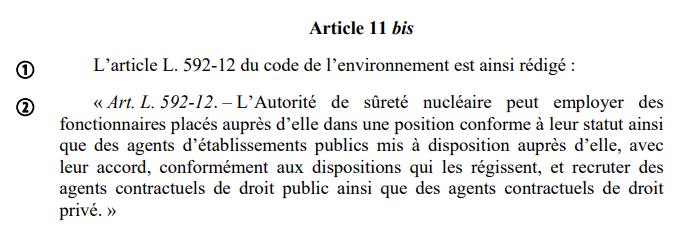 Article 11 bis
① L’article L. 592-12 du code de l’environnement est ainsi rédigé :
② « Art. L. 592-12. – L’Autorité de sûreté nucléaire peut employer des
fonctionnaires placés auprès d’elle dans une position conforme à leur statut ainsi
que des agents d’établissements publics mis à disposition auprès d’elle, avec
leur accord, conformément aux dispositions qui les régissent, et recruter des
agents contractuels de droit public ainsi que des agents contractuels de droit
privé. »